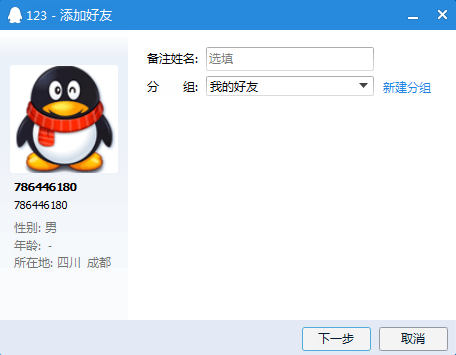 123 - 添加好友
备注姓名: 选填
分 组: 我的好友 新建分组
786446180
786446180
性别: 男
年龄: -
所在地: 四川 成都
下一步 取消